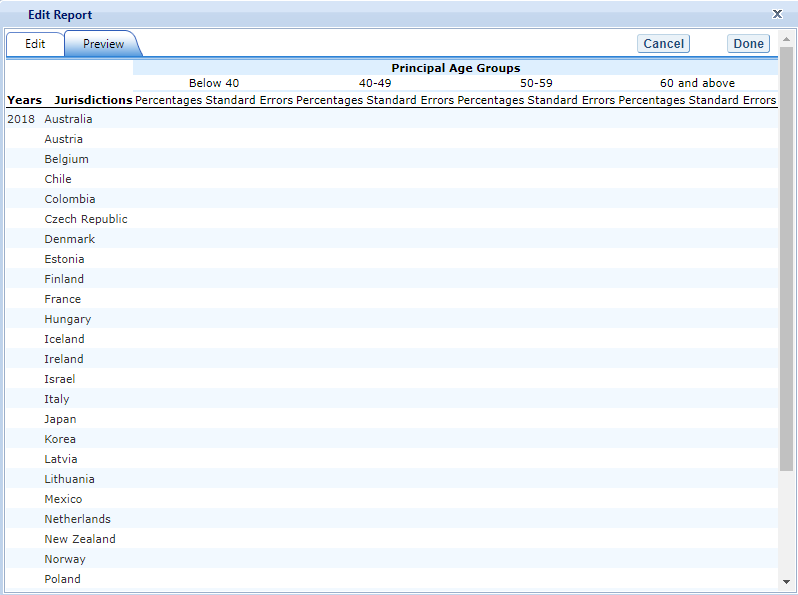 Edit Report X
Edit Preview Cancel Done
Principal Age Groups
Below 40 40-49 50-59 60 and above
Years Jurisdictions Percentages Standard Errors Percentages Standard Errors Percentages Standard Errors Percentages Standard Errors
2018 Australia
Austria
Belgium
Chile
Colombia
Czech Republic
Denmark
Estonia
Finland
France
Hungary
Iceland
Ireland
Israel
Italy
Japan
Korea
Latvia
Lithuania
Mexico
Netherlands
New Zealand
Norway
Poland